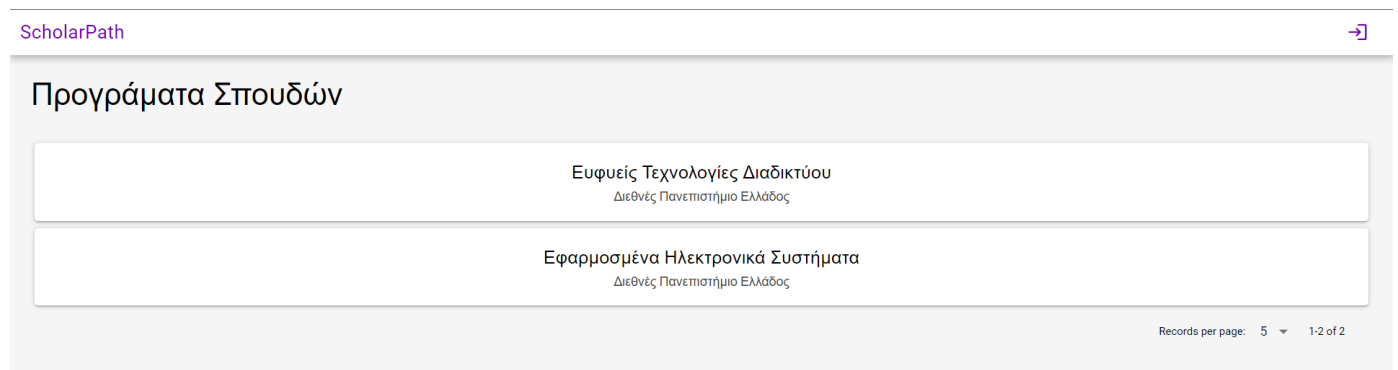 ScholarPath
Προγράματα Σπουδών
Ευφυείς Τεχνολογίες Διαδικτύου
Διεθνές Πανεπιστήμιο Ελλάδος
Εφαρμοσμένα Ηλεκτρονικά Συστήματα
Διεθνές Πανεπιστήμιο Ελλάδος
Records per page: 5 1-2 of 2